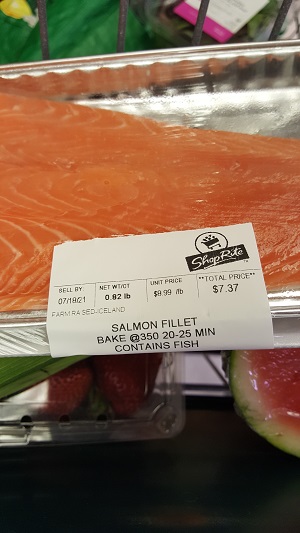 ShopRite
SELL BY NET WT/CT UNIT PRICE **TOTAL PRICE**
07/18/21 0.82 lb $8.99 /lb $7.37
FARM RAISED-ICELAND
SALMON FILLET
BAKE @350 20-25 MIN
CONTAINS FISH